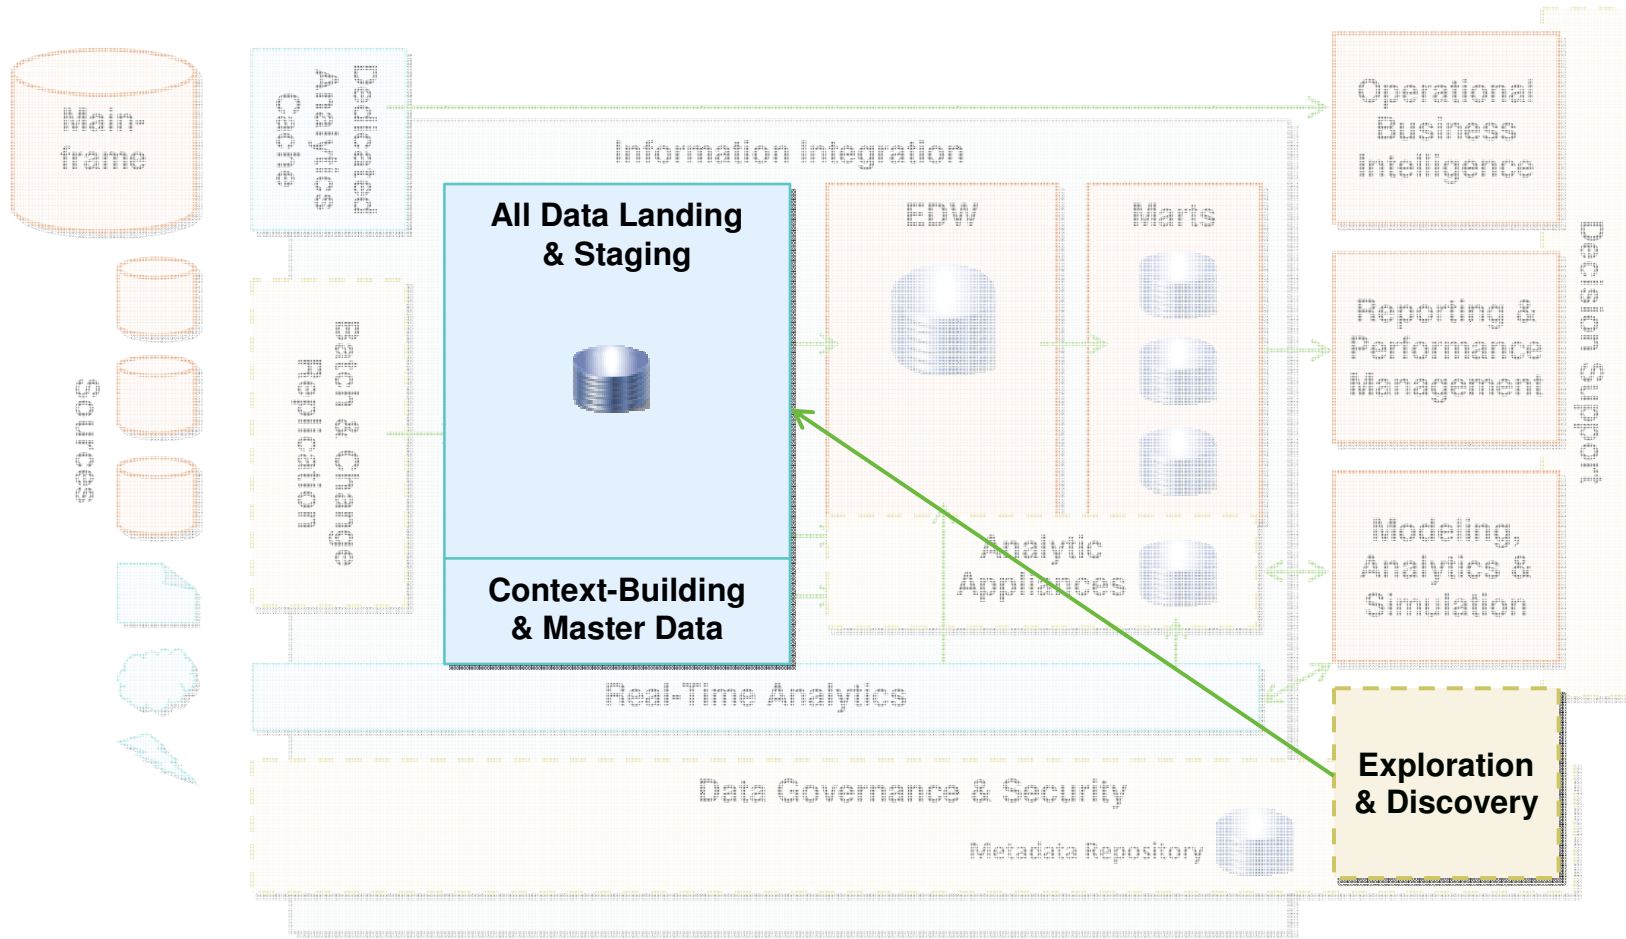 Main-
frame
Dedicated
Analytics
Cache
Information Integration
Operational
Business
Intelligence
All Data Landing
& Staging
EDW
Marts
Reporting &
Performance
Management
Decision Support
Sources
Batch & Change
Replication
Analytic
Appliances
Modeling,
Analytics &
Simulation
Context-Building
& Master Data
Real-Time Analytics
Exploration
& Discovery
Data Governance & Security
Metadata Repository